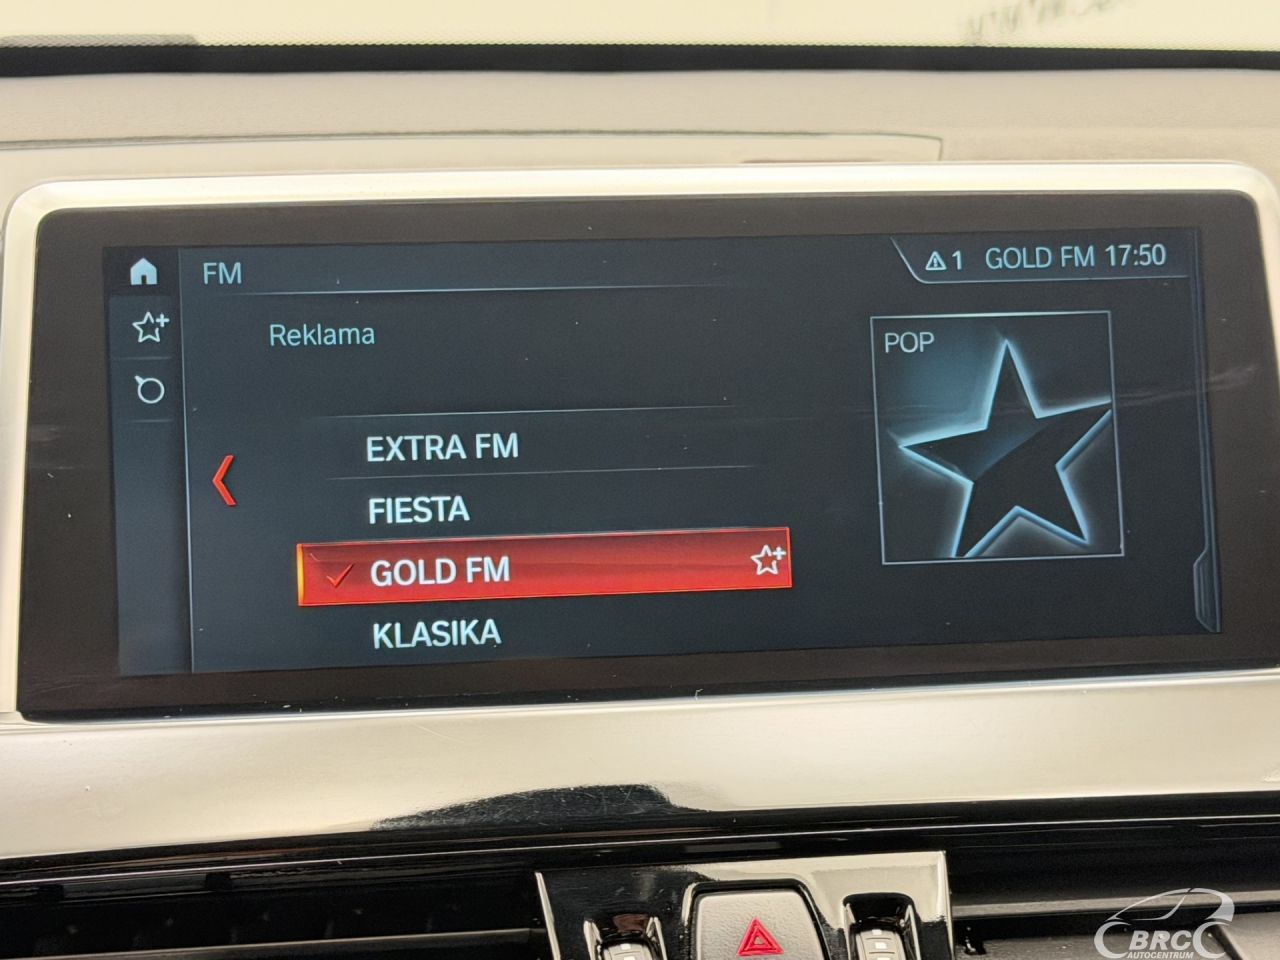 FM
1 GOLD FM 17:50
Reklama
POP
EXTRA FM
FIESTA
GOLD FM
KLASIKA
BRC
AUTOCENTRUM